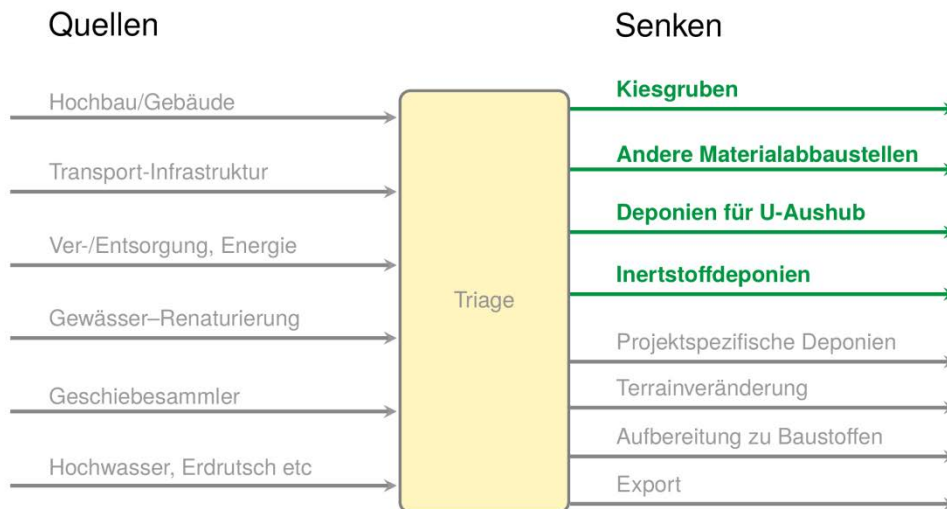 Quellen
Hochbau/Gebäude
Transport-Infrastruktur
Ver-/Entsorgung, Energie
Gewässer–Renaturierung
Geschiebesammler
Hochwasser, Erdrutsch etc
Triage
Senken
Kiesgruben
Andere Materialabbaustellen
Deponien für U-Aushub
Inertstoffdeponien
Projektspezifische Deponien
Terrainveränderung
Aufbereitung zu Baustoffen
Export